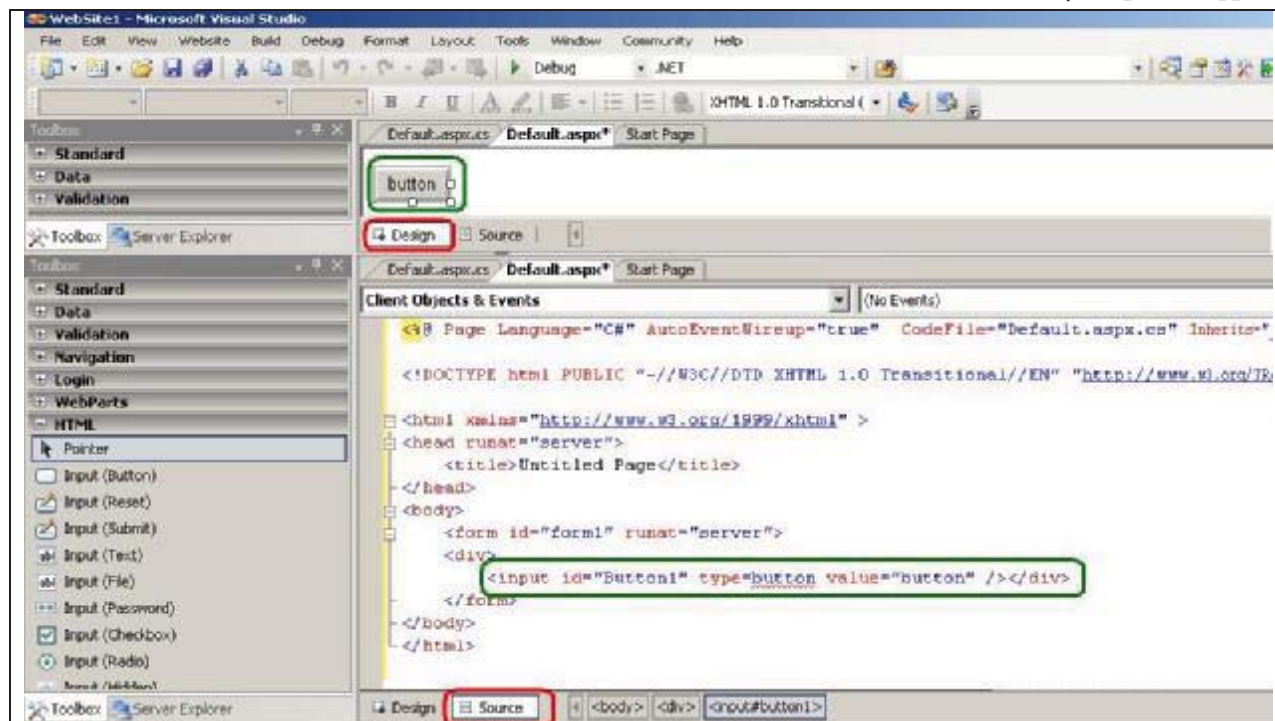 WebSite1 - Microsoft Visual Studio
File Edit View Website Build Debug Format Layout Tools Window Community Help
Debug .NET
B I U A XHTML 1.0 Transitional (
Toolbox
Default.aspx.cs Default.aspx* Start Page
Standard
Data
Validation
button
Toolbox Server Explorer
Design Source
Toolbox
Default.aspx.cs Default.aspx* Start Page
Standard
Data
Validation
Navigation
Login
WebParts
HTML
Pointer
Input (Button)
Input (Reset)
Input (Submit)
Input (Text)
Input (File)
Input (Password)
Input (Checkbox)
Input (Radio)
Input (Hidden)
Client Objects & Events (No Events)
<%@ Page Language="C#" AutoEventWireup="true" CodeFile="Default.aspx.cs" Inherits="_
<!DOCTYPE html PUBLIC "-//W3C//DTD XHTML 1.0 Transitional//EN" "http://www.w3.org/TR/
<html xmlns="http://www.w3.org/1999/xhtml" >
<head runat="server">
<title>Untitled Page</title>
</head>
<body>
<form id="form1" runat="server">
<div>
<input id="Button1" type=button value="button" /></div>
</form>
</body>
</html>
Toolbox Server Explorer
Design Source <body> <div> <input#button1>